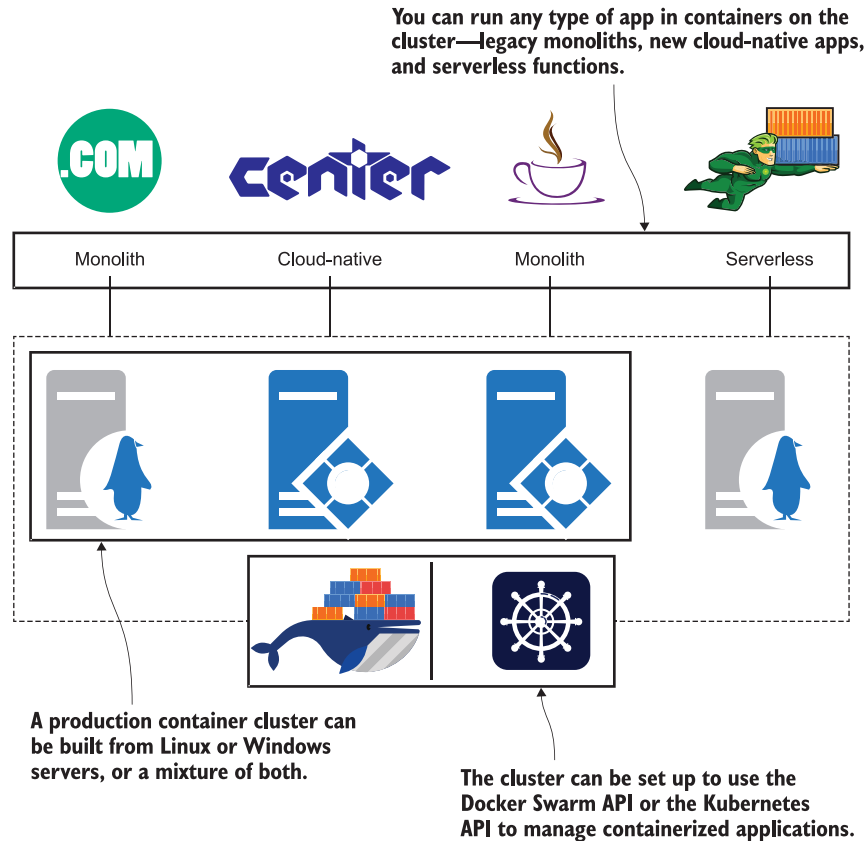 You can run any type of app in containers on the
cluster—legacy monoliths, new cloud-native apps,
and serverless functions.
.COM
center
Monolith
Cloud-native
Monolith
Serverless
A production container cluster can
be built from Linux or Windows
servers, or a mixture of both.
The cluster can be set up to use the
Docker Swarm API or the Kubernetes
API to manage containerized applications.